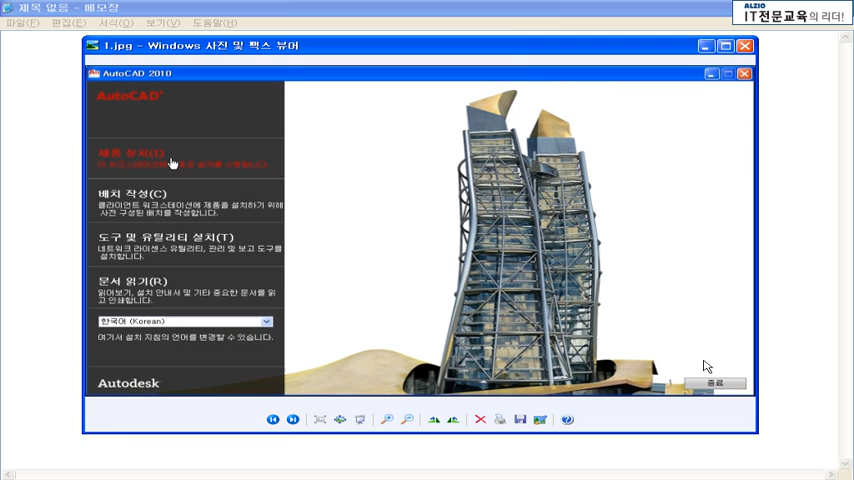 제목 없음 - 메모장
파일(F) 편집(E) 서식(O) 보기(V) 도움말(H)
ALZIO
IT전문교육의 리더!
1.jpg - Windows 사진 및 팩스 뷰어
AutoCAD 2010
AutoCAD
제품 설치(I)
이 워크스테이션에
배치 작성(C)
클라이언트 워크스테이션에 제품을 설치하기 위해
사전 구성된 배치를 작성합니다.
도구 및 유틸리티 설치(T)
네트워크 라이센스 유틸리티, 관리 및 보고 도구를
설치합니다.
문서 읽기(R)
읽어보기, 설치 안내서 및 기타 중요한 문서를 읽
고 인쇄합니다.
한국어 (Korean)
여기서 설치 지침의 언어를 변경할 수 있습니다.
Autodesk
종료